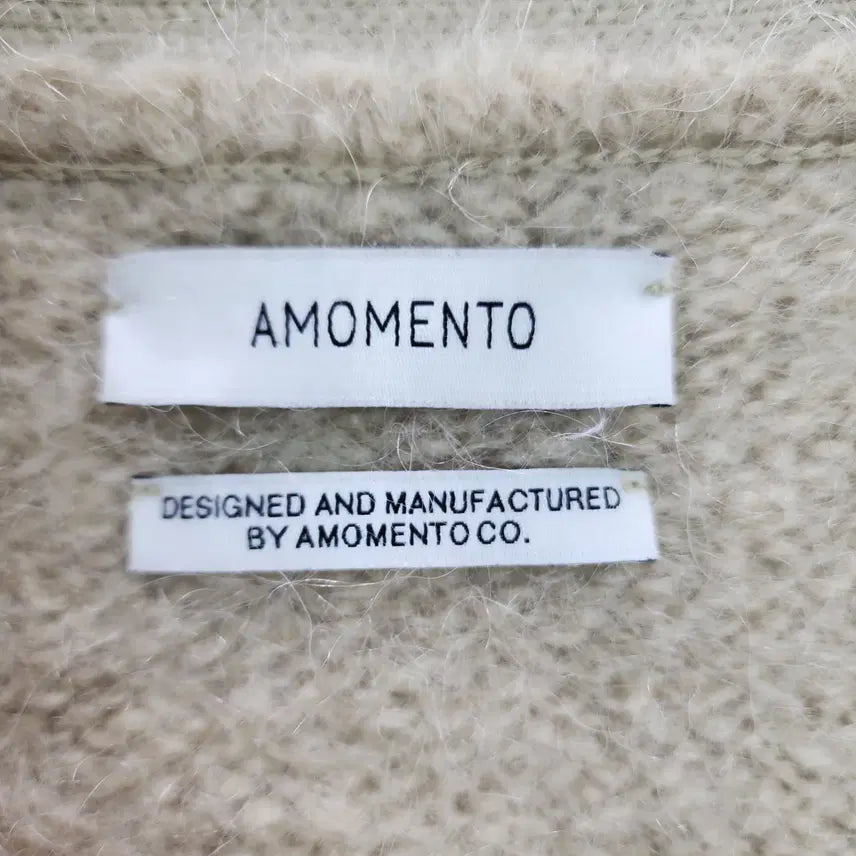 AMOMENTO
DESIGNED AND MANUFACTURED
BY AMOMENTO CO.